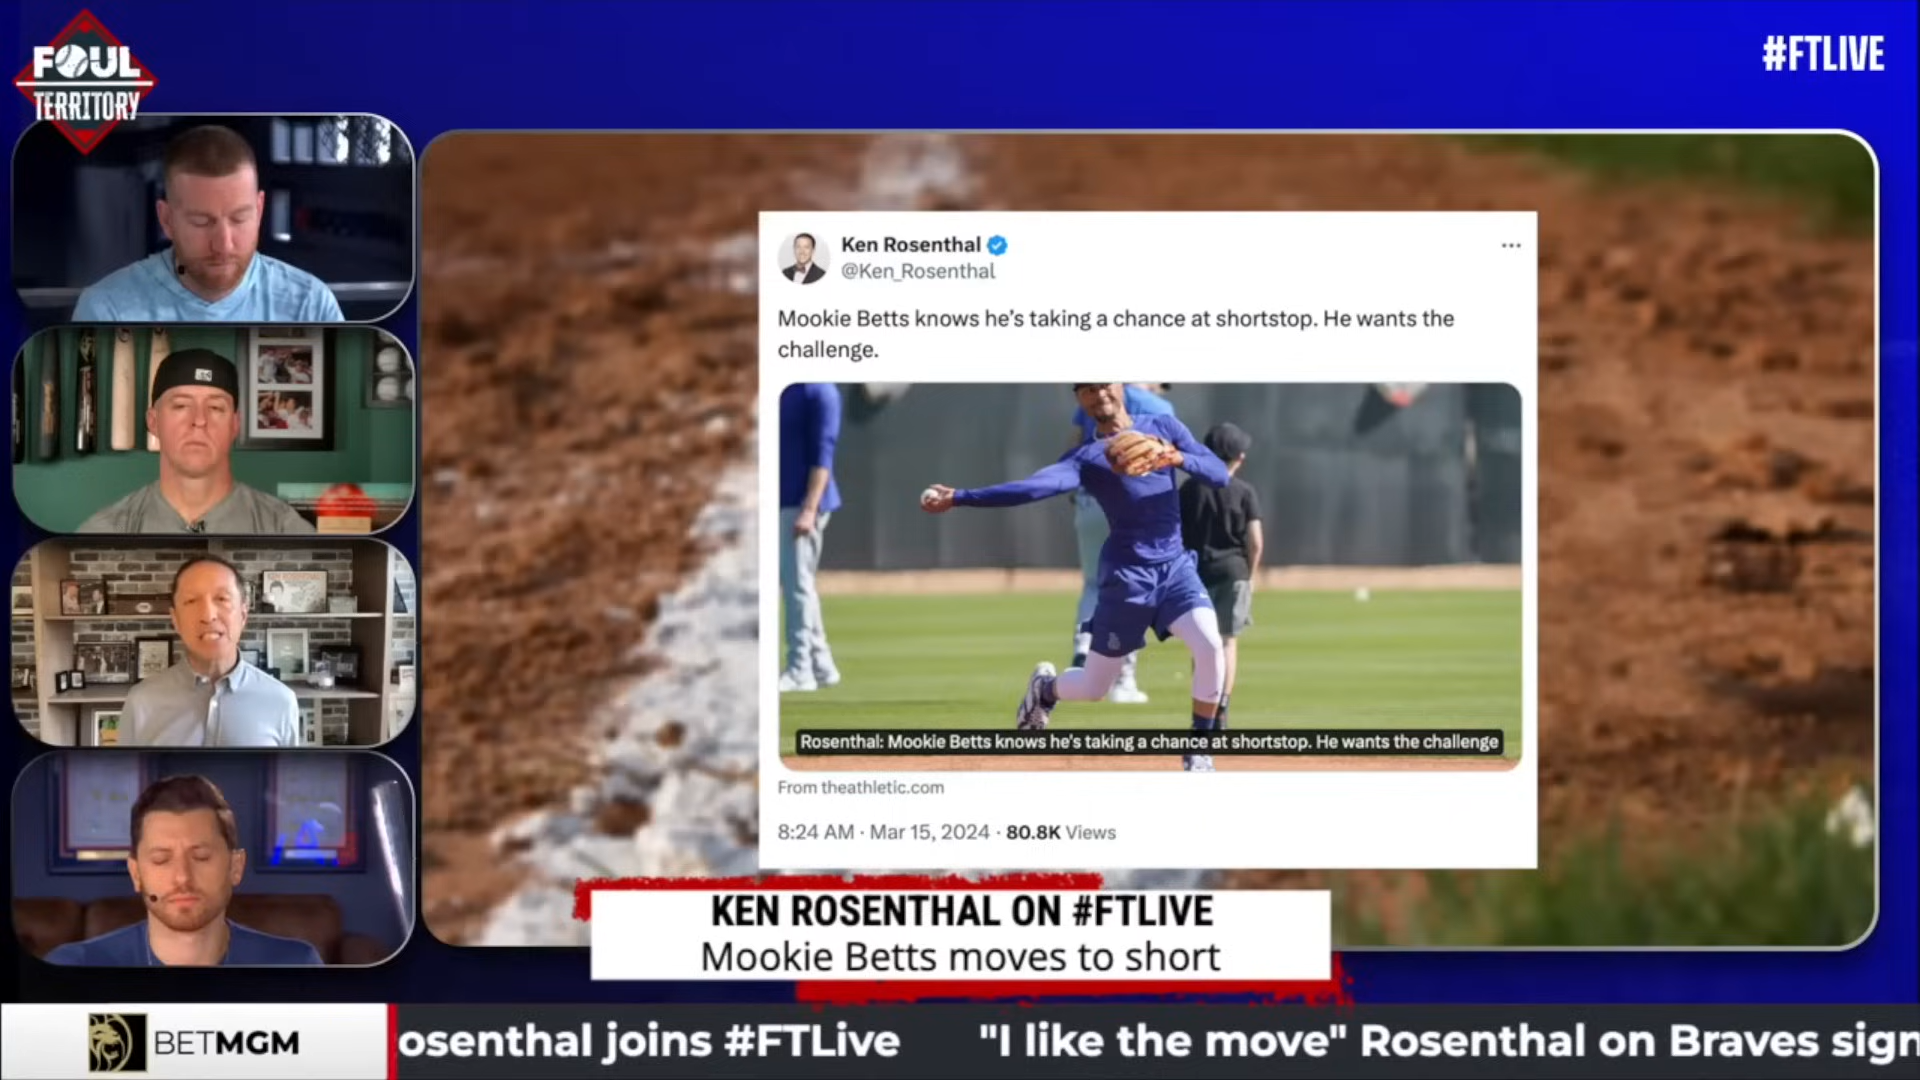 FOUL
TERRITORY
#FTLIVE
Ken Rosenthal
@Ken_Rosenthal
Mookie Betts knows he's taking a chance at shortstop. He wants the
challenge.
Rosenthal: Mookie Betts knows he's taking a chance at shortstop. He wants the challenge
From theathletic.com
8:24 AM · Mar 15, 2024 · 80.8K Views
KEN ROSENTHAL ON #FTLIVE
Mookie Betts moves to short
BETMGM
osenthal joins #FTLive "I like the move" Rosenthal on Braves sign